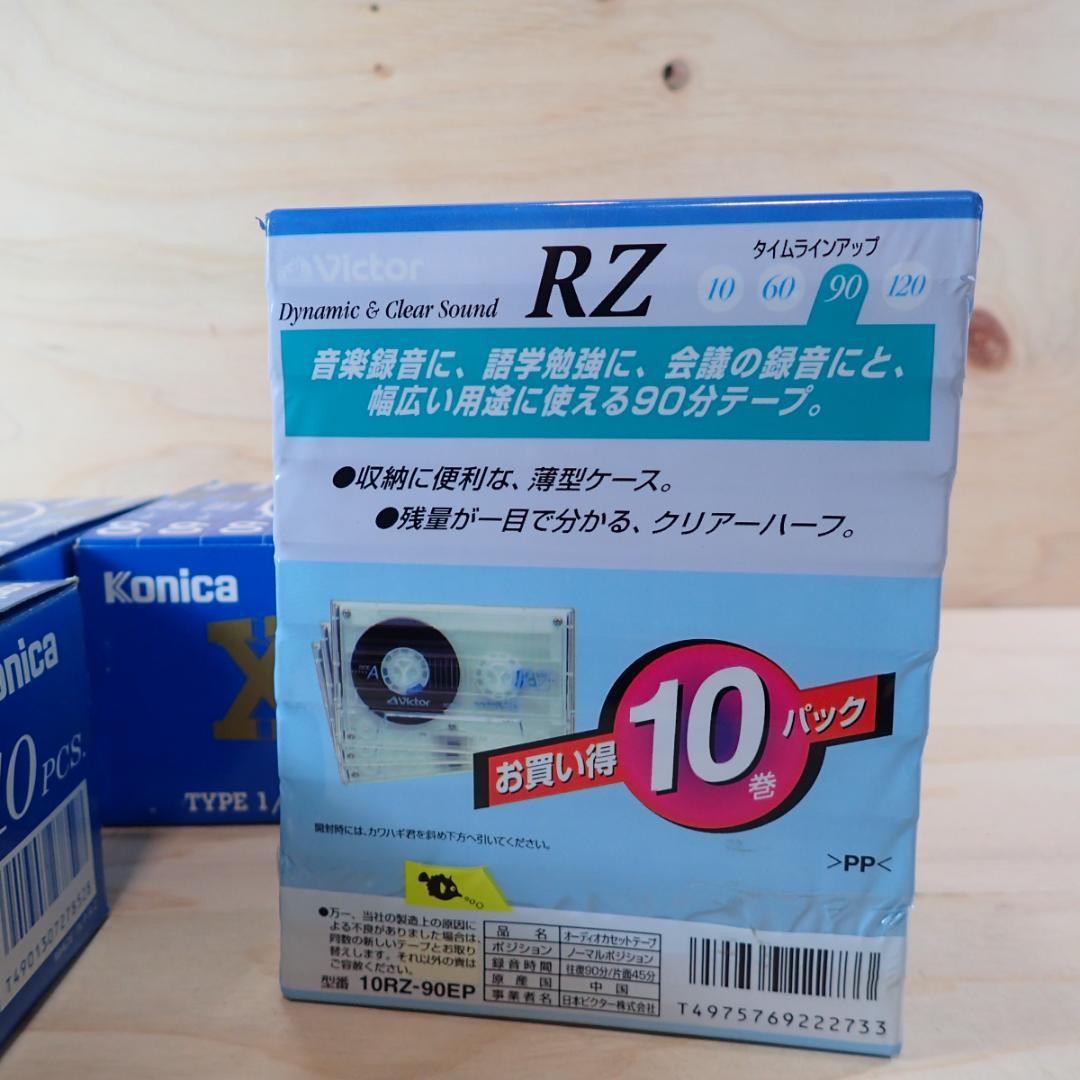 Victor
Dynamic & Clear Sound
RZ
タイムラインアップ
10 60 90 120
音楽録音に、語学勉強に、会議の録音にと、
幅広い用途に使える90分テープ。
●収納に便利な、薄型ケース。
●残量が一目で分かる、クリアーハーフ。
A
Victor
お買い得
10
巻
パック
開封時には、カワハギ君を斜め下方へ引いてください。
>PP<
●万一、当社の製造上の原因に
よる不良がありました場合は、
同数の新しいテープとお取り
替えします。それ以外の責は
ご容赦ください。
型番 10RZ-90EP
品名 オーディオカセットテープ
ポジション ノーマルポジション
録音時間 往復90分/片面45分
原産国 中国
事業者名 日本ビクター株式会社
T4975769222733
Konica
X
TYPE 1/
onica
10 PCS.
T4901307278528